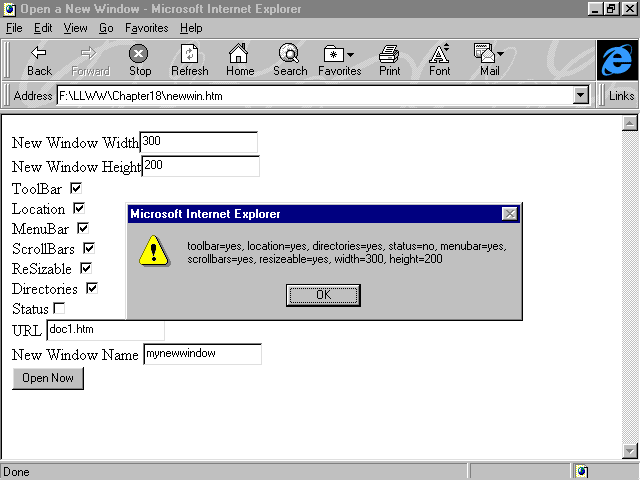 Open a New Window - Microsoft Internet Explorer
File Edit View Go Favorites Help
Back Forward Stop Refresh Home Search Favorites Print Font Mail
Address F:\LLWW\Chapter18\newwin.htm Links
New Window Width 300
New Window Height 200
ToolBar
Location
MenuBar
ScrollBars
ReSizable
Directories
Status
URL doc1.htm
New Window Name mynewwindow
Open Now
Microsoft Internet Explorer
toolbar=yes, location=yes, directories=yes, status=no, menubar=yes,
scrollbars=yes, resizeable=yes, width=300, height=200
OK
Done